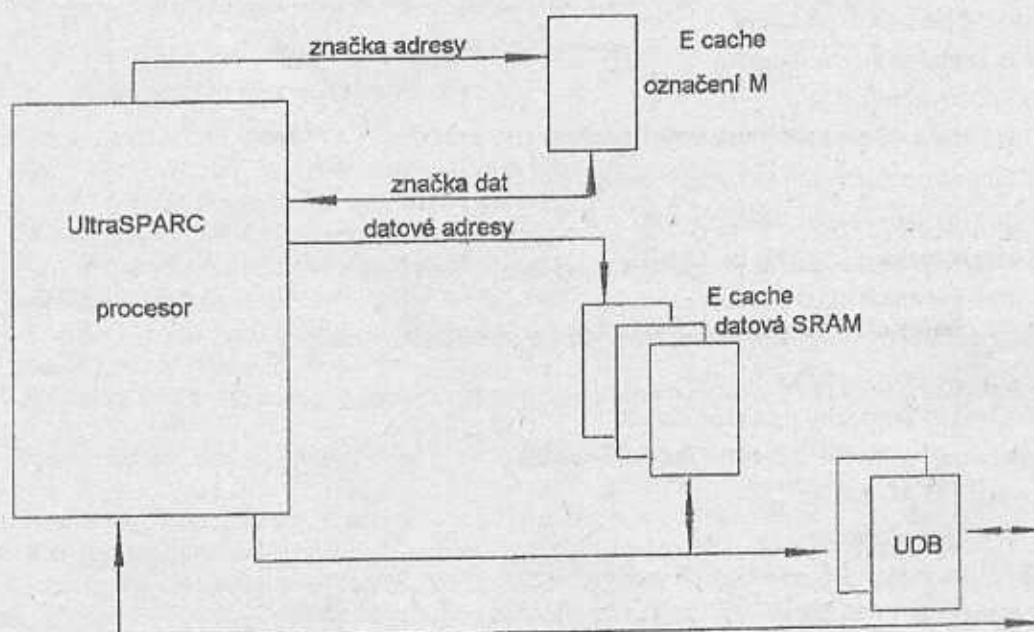 značka adresy
E cache
označení M
značka dat
UltraSPARC
datové adresy
procesor
E cache
datová SRAM
UDB